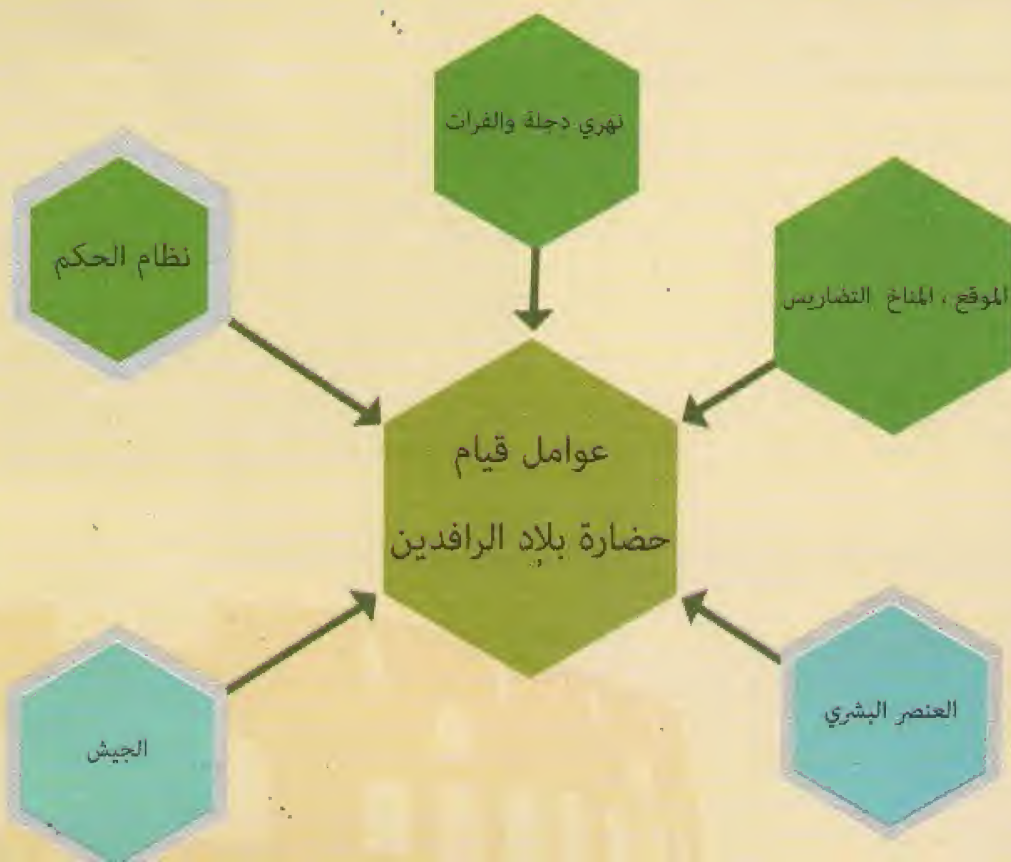 نهري دجلة والفرات
نظام الحكم
الموقع ، المناخ التضاريس
عوامل قيام
حضارة بلاد الرافدين
العنصر البشري
الجيش